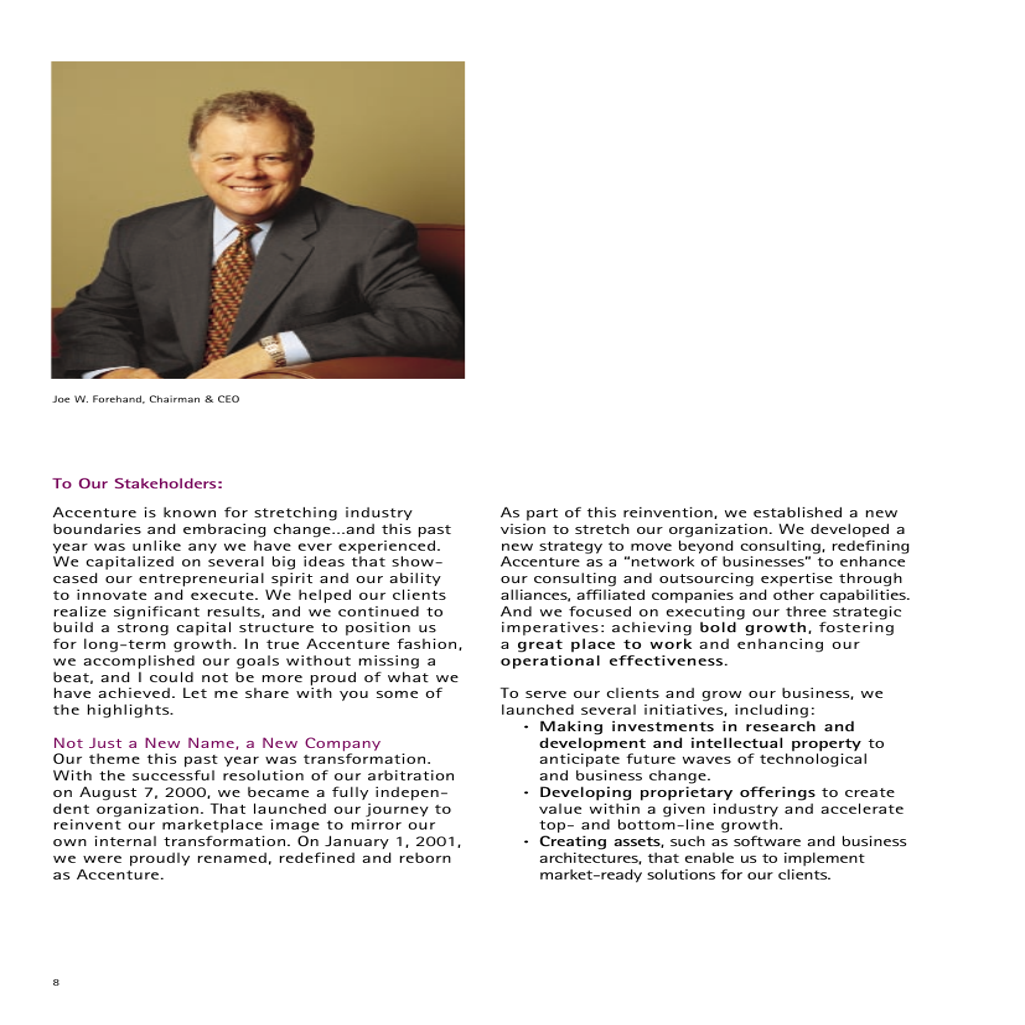 Joe W. Forehand, Chairman & CEO
To Our Stakeholders:
Accenture is known for stretching industry
boundaries and embracing change...and this past
year was unlike any we have ever experienced.
We capitalized on several big ideas that show-
cased our entrepreneurial spirit and our ability
to innovate and execute. We helped our clients
realize significant results, and we continued to
build a strong capital structure to position us
for long-term growth. In true Accenture fashion,
we accomplished our goals without missing a
beat, and I could not be more proud of what we
have achieved. Let me share with you some of
the highlights.
Not Just a New Name, a New Company
Our theme this past year was transformation.
With the successful resolution of our arbitration
on August 7, 2000, we became a fully indepen-
dent organization. That launched our journey to
reinvent our marketplace image to mirror our
own internal transformation. On January 1, 2001,
we were proudly renamed, redefined and reborn
as Accenture.
As part of this reinvention, we established a new
vision to stretch our organization. We developed a
new strategy to move beyond consulting, redefining
Accenture as a "network of businesses" to enhance
our consulting and outsourcing expertise through
alliances, affiliated companies and other capabilities.
And we focused on executing our three strategic
imperatives: achieving bold growth, fostering
a great place to work and enhancing our
operational effectiveness.
To serve our clients and grow our business, we
launched several initiatives, including:
• Making investments in research and
development and intellectual property to
anticipate future waves of technological
and business change.
• Developing proprietary offerings to create
value within a given industry and accelerate
top- and bottom-line growth.
• Creating assets, such as software and business
architectures, that enable us to implement
market-ready solutions for our clients.
8